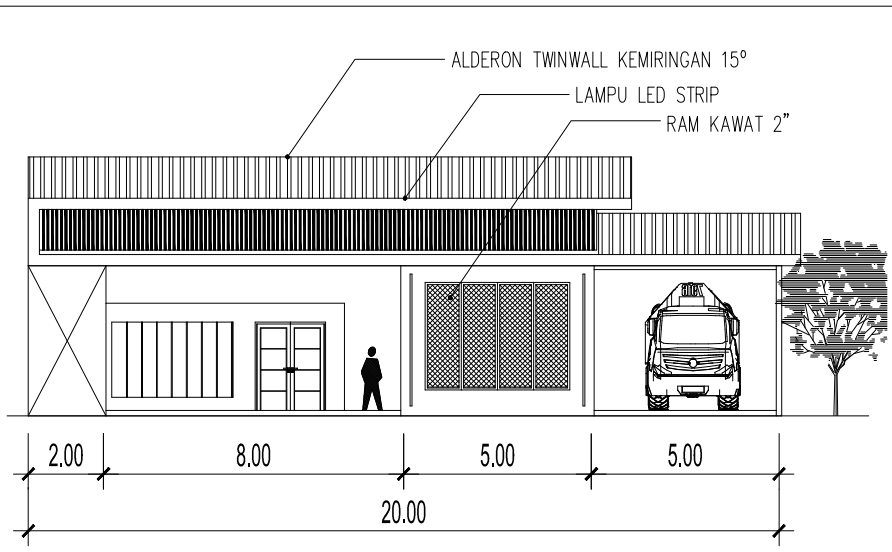 ALDERON TWINWALL KEMIRINGAN 15°
LAMPU LED STRIP
RAM KAWAT 2"
2.00 8.00 5.00 5.00
20.00